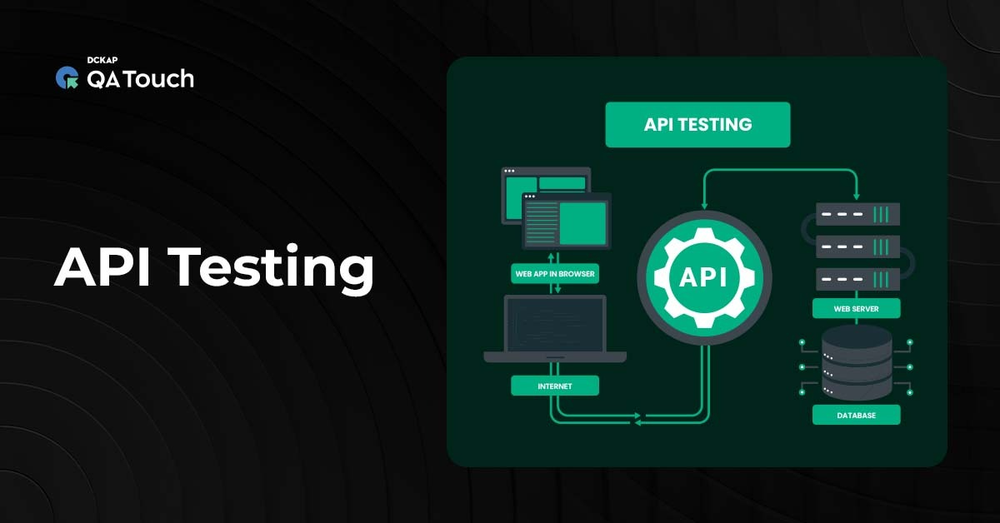 DCKAP
QA Touch
API Testing
API TESTING
WEB APP IN BROWSER
INTERNET
API
WEB SERVER
DATABASE